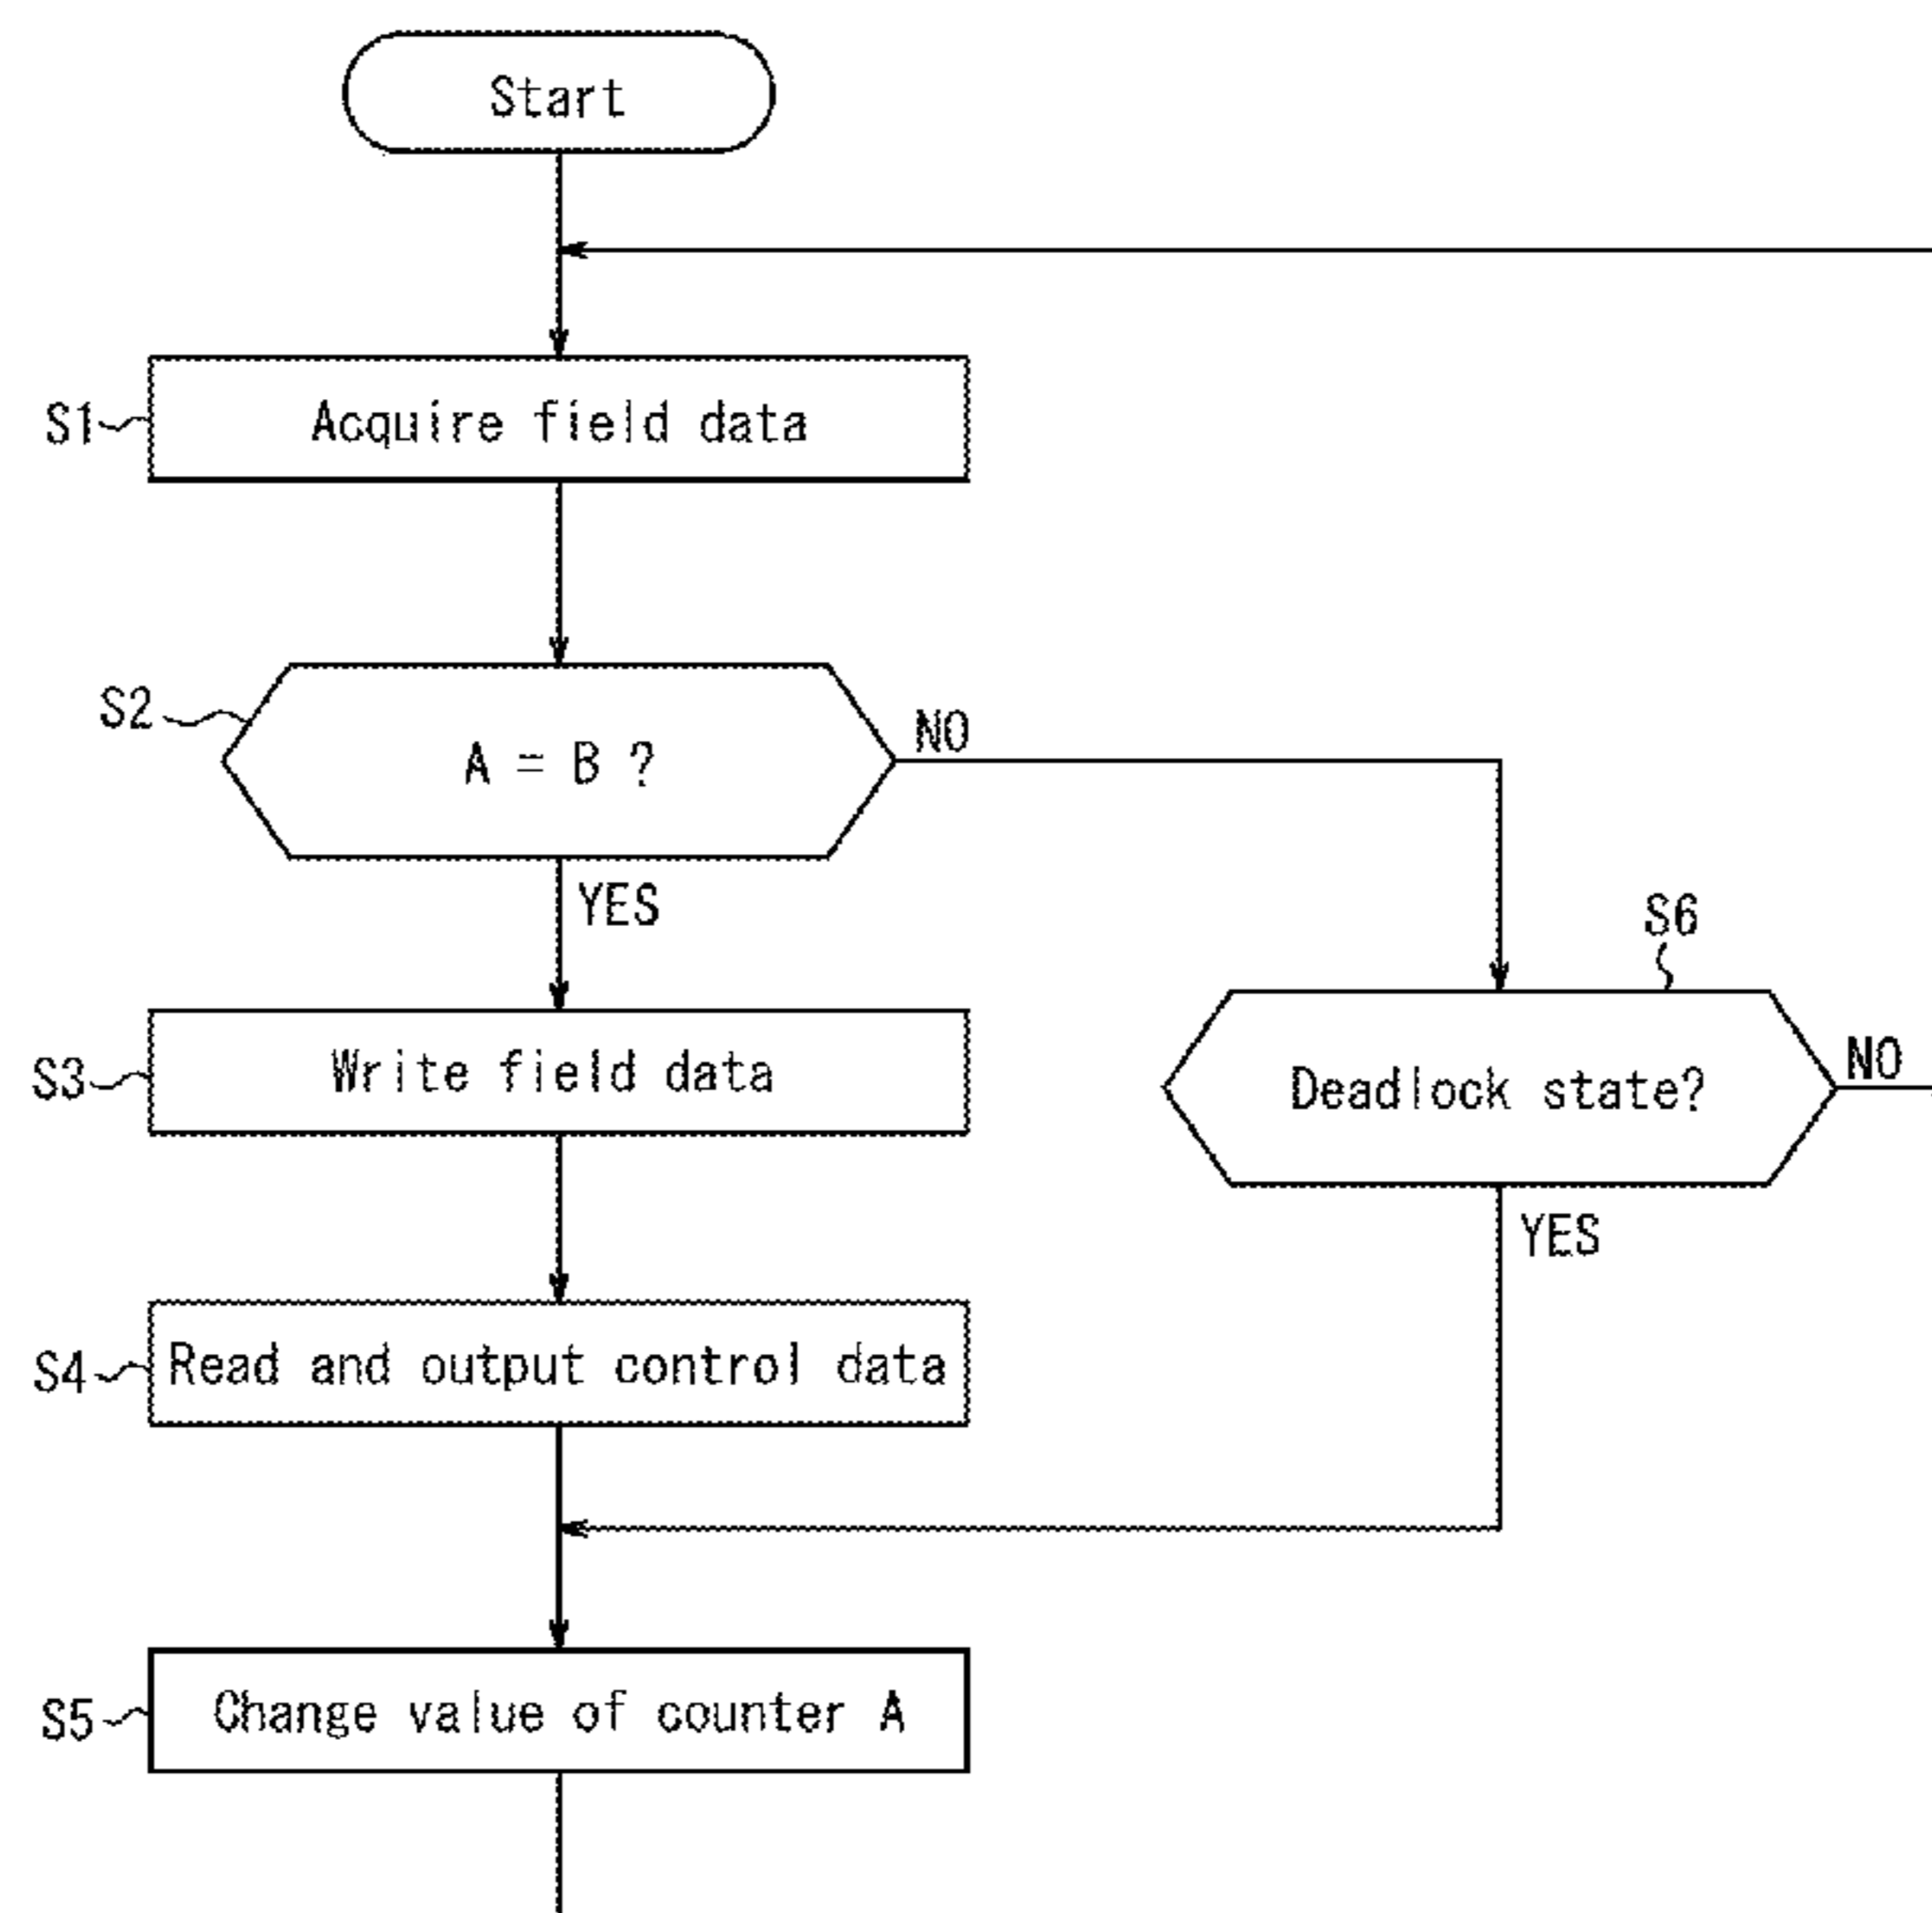 Start
S1
Acquire field data
S2
A = B ?
NO
YES
S6
S3
Write field data
Deadlock state?
NO
YES
S4
Read and output control data
S5
Change value of counter A